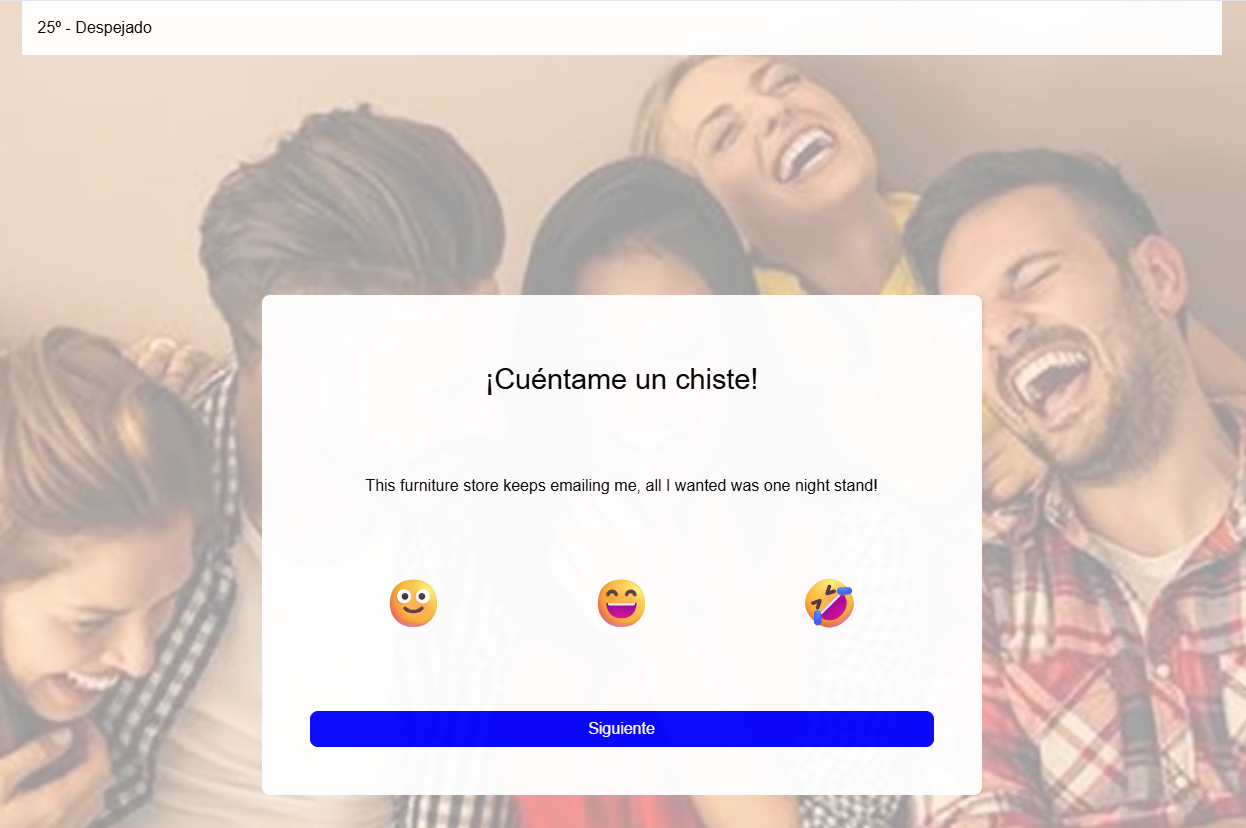 25º - Despejado
¡Cuéntame un chiste!
This furniture store keeps emailing me, all I wanted was one night stand!
Siguiente